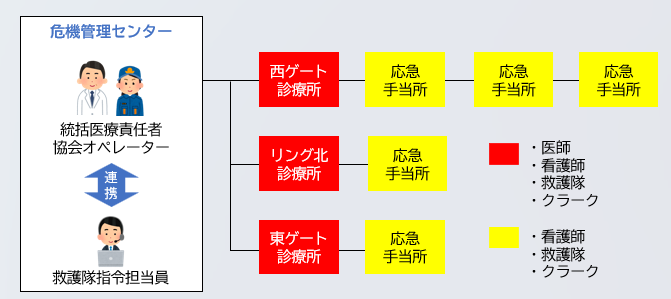 危機管理センター
統括医療責任者
協会オペレーター
連
携
救護隊指令担当員
西ゲート
診療所
応急
手当所
応急
手当所
応急
手当所
リング北
診療所
応急
手当所
東ゲート
診療所
応急
手当所
・医師
・看護師
・救護隊
・クラーク
・看護師
・救護隊
・クラーク